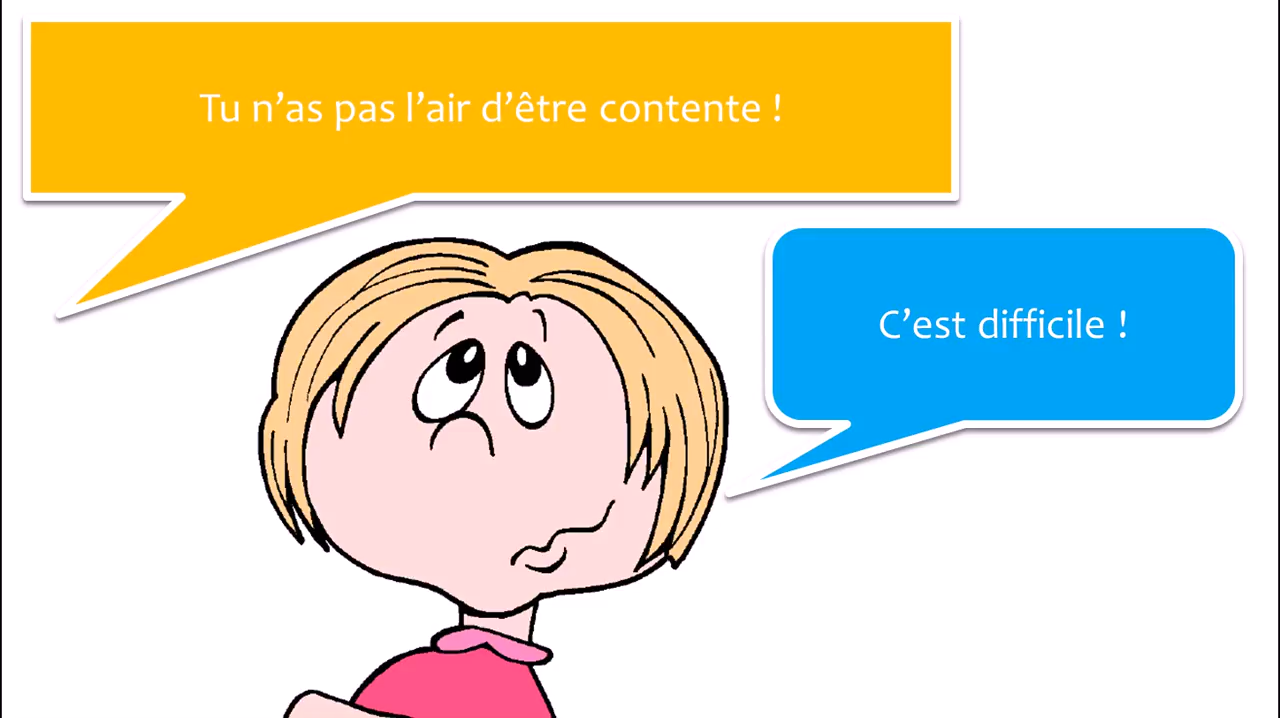 Tu n’as pas l’air d’être contente !
C’est difficile !